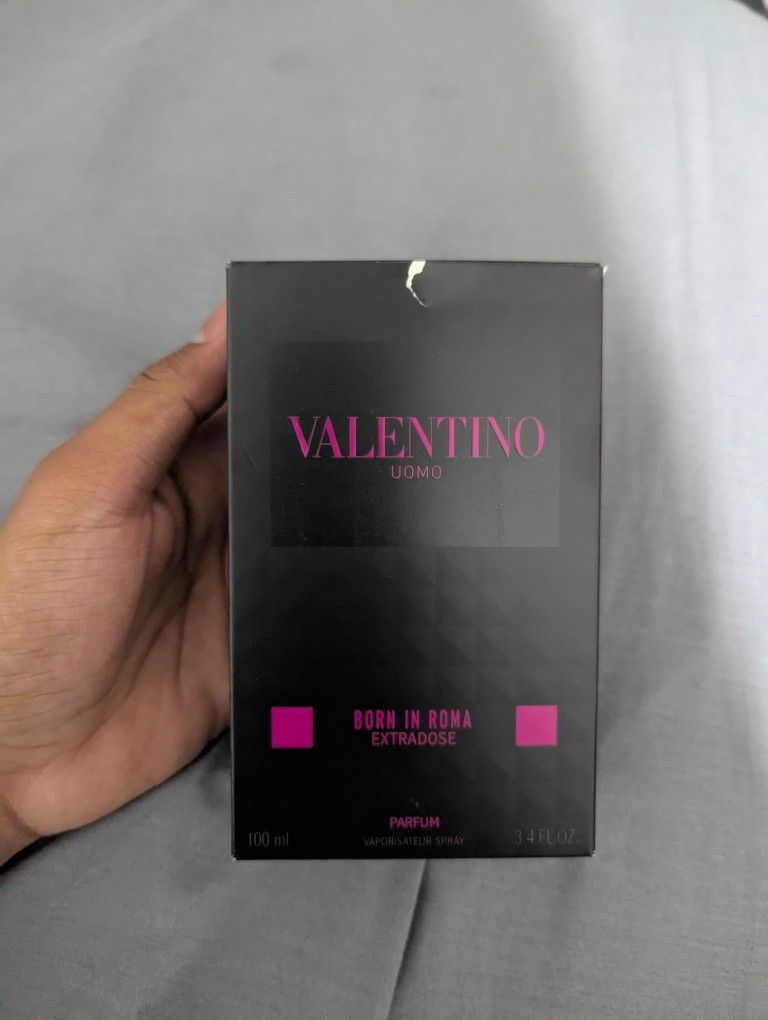 VALENTINO
UOMO
BORN IN ROMA
EXTRADOSE
PARFUM
100 ml VAPORISATEUR SPRAY 3.4 FL.OZ.